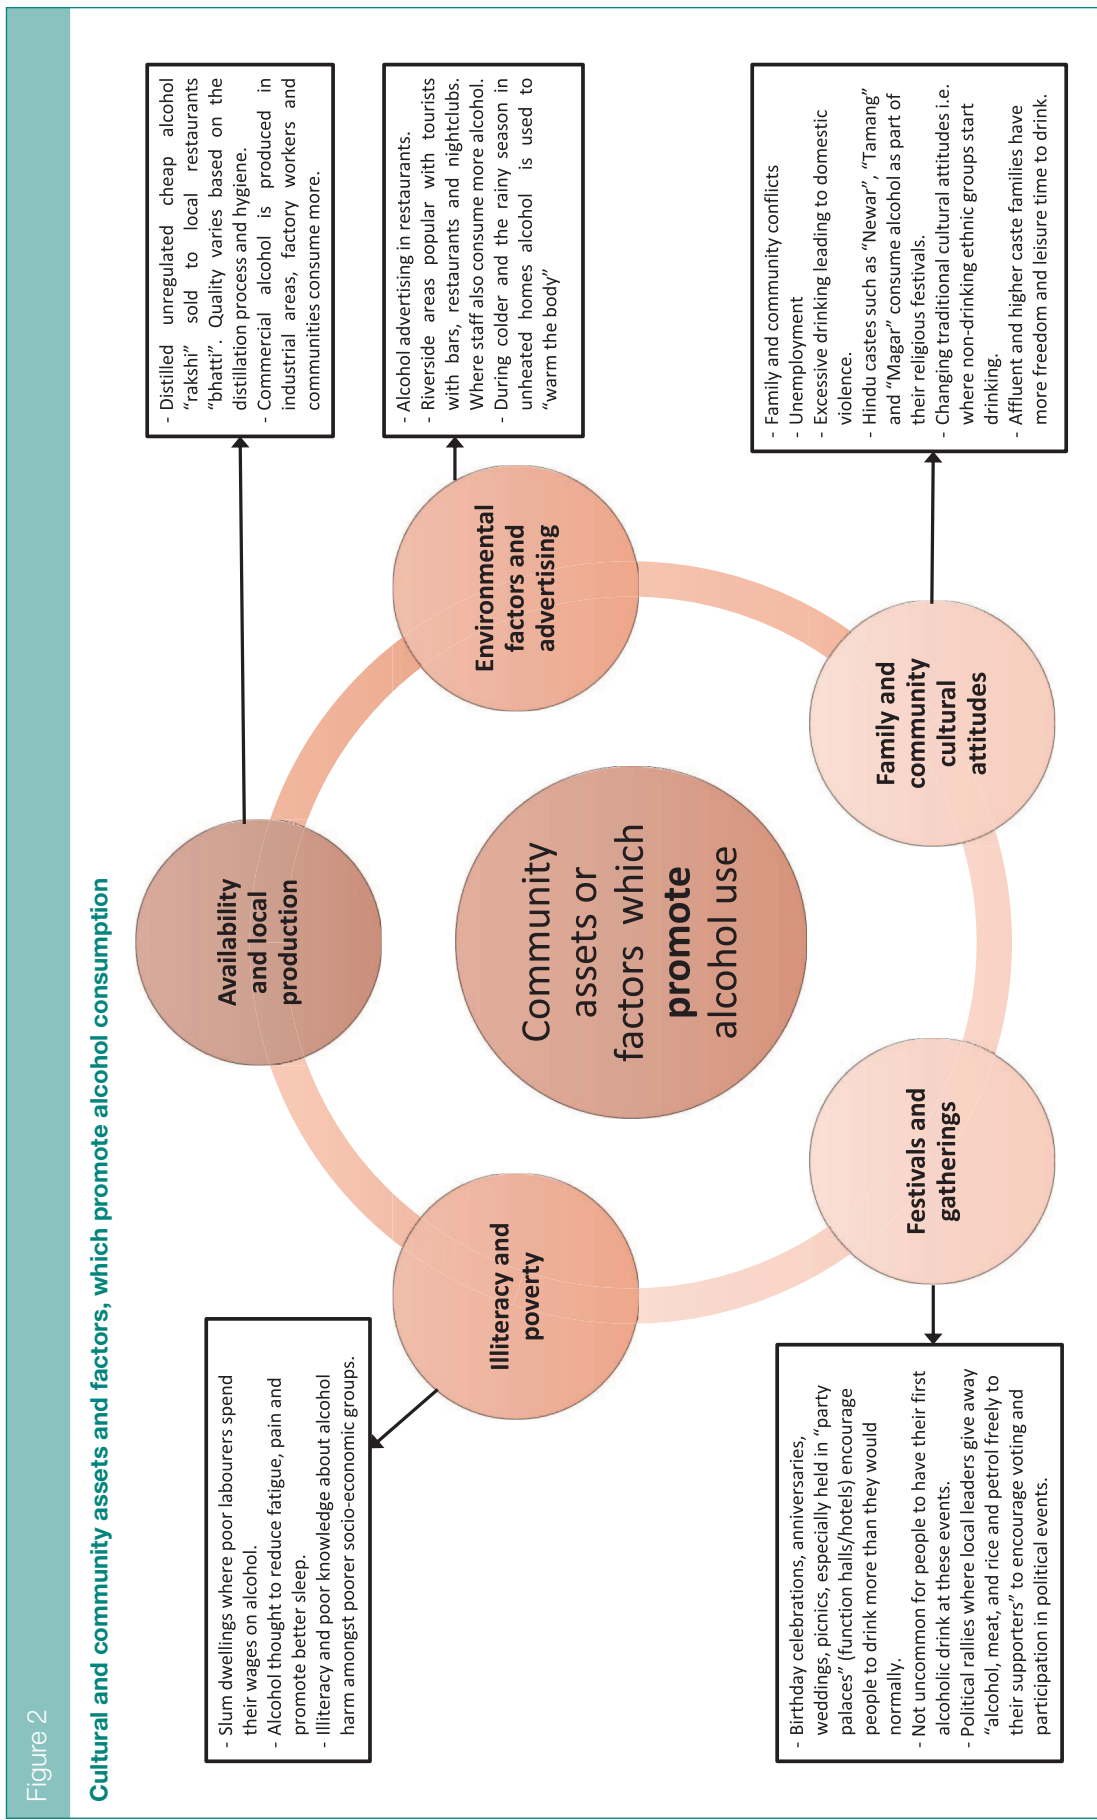 Figure 2
Cultural and community assets and factors, which promote alcohol consumption
- Slum dwellings where poor labourers spend
their wages on alcohol.
- Alcohol thought to reduce fatigue, pain and
promote better sleep.
- Illiteracy and poor knowledge about alcohol
harm amongst poorer socio-economic groups.
Illiteracy and
poverty
Availability
and local
production
- Distilled unregulated cheap alcohol
“rakshi” sold to local restaurants
“bhatti”. Quality varies based on the
distillation process and hygiene.
- Commercial alcohol is produced in
industrial areas, factory workers and
communities consume more.
Environmental
factors and
advertising
- Alcohol advertising in restaurants.
- Riverside areas popular with tourists
with bars, restaurants and nightclubs.
Where staff also consume more alcohol.
- During colder and the rainy season in
unheated homes alcohol is used to
“warm the body”
Community
assets or
factors which
promote
alcohol use
- Birthday celebrations, anniversaries,
weddings, picnics, especially held in “party
palaces” (function halls/hotels) encourage
people to drink more than they would
normally.
- Not uncommon for people to have their first
alcoholic drink at these events.
- Political rallies where local leaders give away
“alcohol, meat, and rice and petrol freely to
their supporters” to encourage voting and
participation in political events.
Festivals and
gatherings
Family and
community
cultural
attitudes
- Family and community conflicts
- Unemployment
- Excessive drinking leading to domestic
violence.
- Hindu castes such as “Newar”, “Tamang”
and “Magar” consume alcohol as part of
their religious festivals.
- Changing traditional cultural attitudes i.e.
where non-drinking ethnic groups start
drinking.
- Affluent and higher caste families have
more freedom and leisure time to drink.